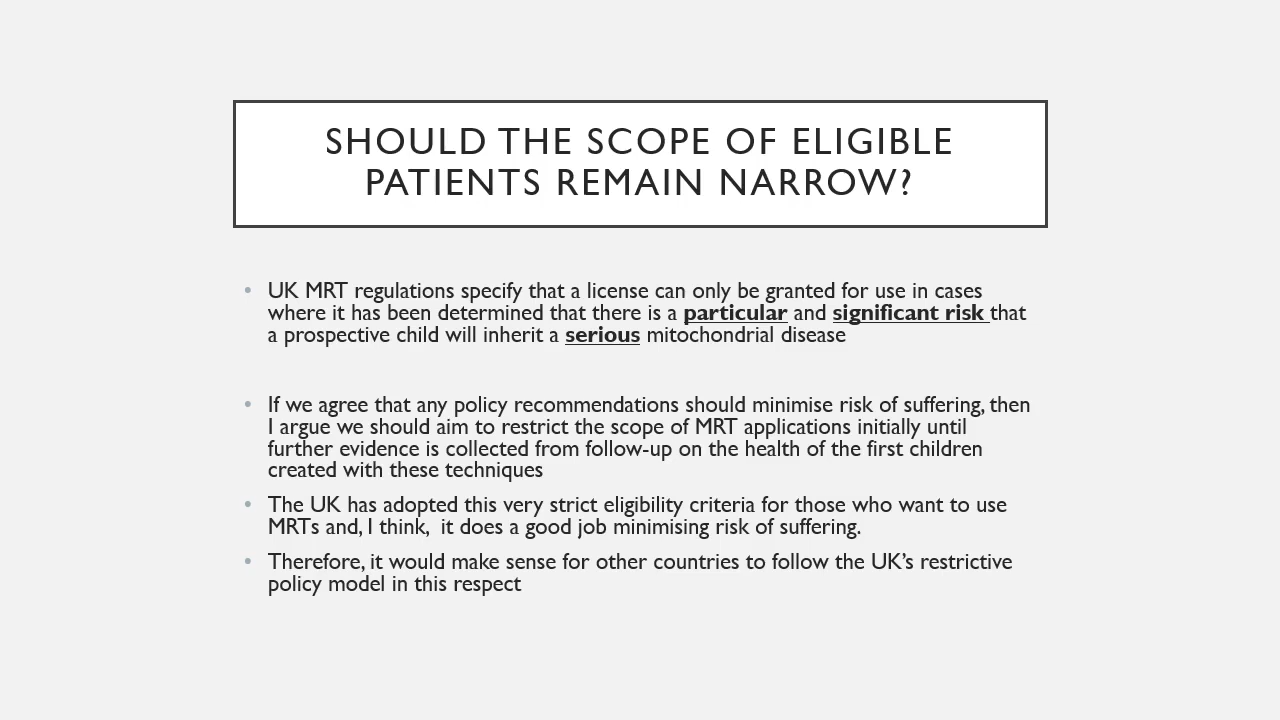 SHOULD THE SCOPE OF ELIGIBLE
PATIENTS REMAIN NARROW?
• UK MRT regulations specify that a license can only be granted for use in cases
where it has been determined that there is a particular and significant risk that
a prospective child will inherit a serious mitochondrial disease
• If we agree that any policy recommendations should minimise risk of suffering, then
I argue we should aim to restrict the scope of MRT applications initially until
further evidence is collected from follow-up on the health of the first children
created with these techniques
• The UK has adopted this very strict eligibility criteria for those who want to use
MRTs and, I think,  it does a good job minimising risk of suffering.
• Therefore, it would make sense for other countries to follow the UK’s restrictive
policy model in this respect